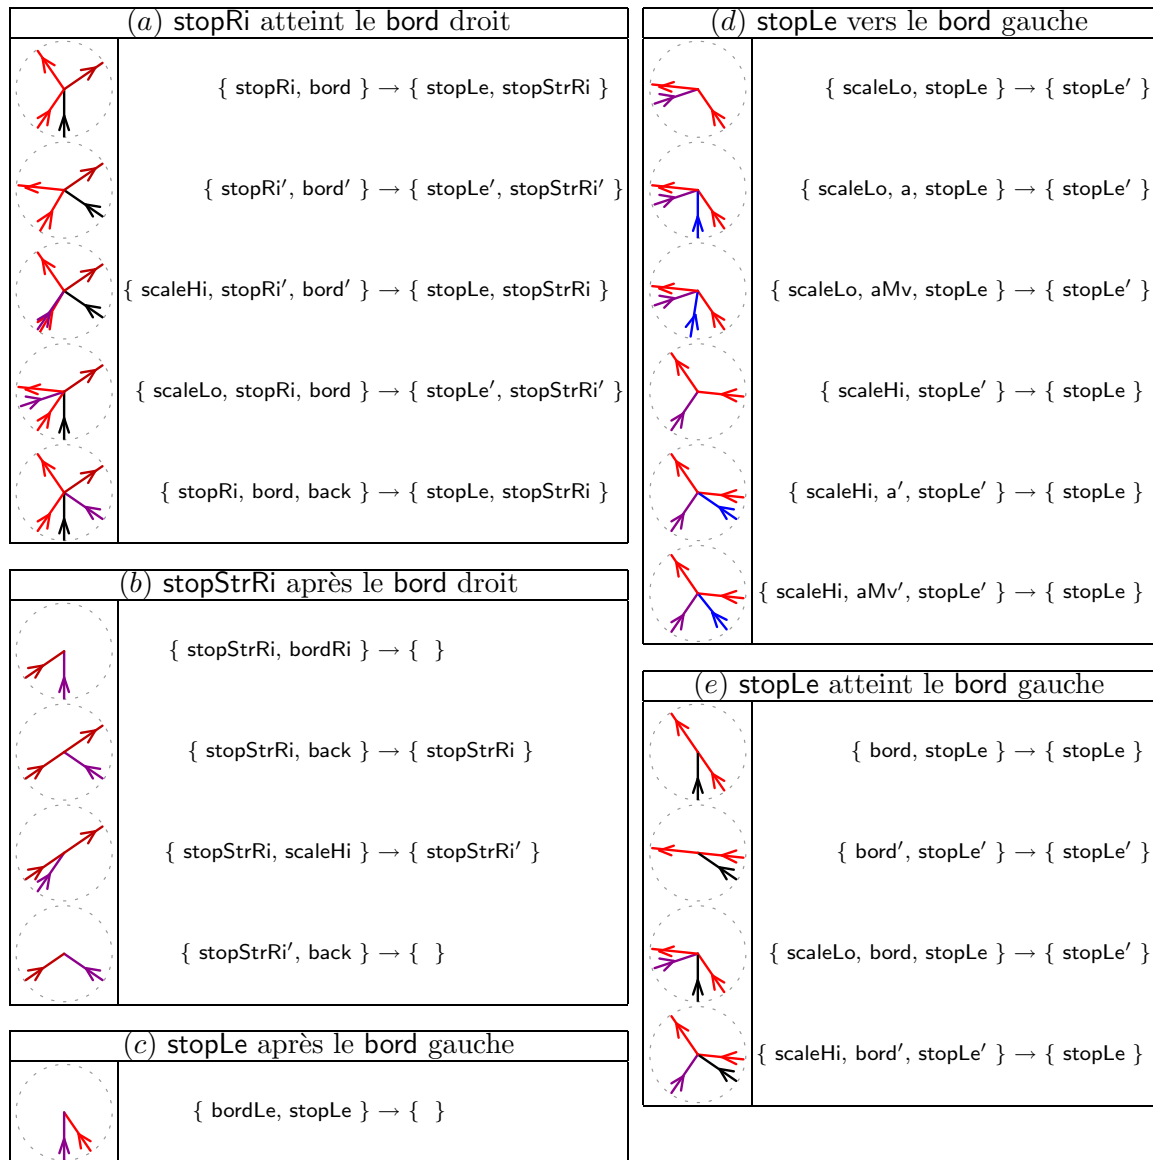 (a) stopRi atteint le bord droit
{ stopRi, bord } → { stopLe, stopStrRi }
{ stopRi′, bord′ } → { stopLe′, stopStrRi′ }
{ scaleHi, stopRi′, bord′ } → { stopLe, stopStrRi }
{ scaleLo, stopRi, bord } → { stopLe′, stopStrRi′ }
{ stopRi, bord, back } → { stopLe, stopStrRi }
(b) stopStrRi après le bord droit
{ stopStrRi, bordRi } → { }
{ stopStrRi, back } → { stopStrRi }
{ stopStrRi, scaleHi } → { stopStrRi′ }
{ stopStrRi′, back } → { }
(c) stopLe après le bord gauche
{ bordLe, stopLe } → { }
(d) stopLe vers le bord gauche
{ scaleLo, stopLe } → { stopLe′ }
{ scaleLo, a, stopLe } → { stopLe′ }
{ scaleLo, aMv, stopLe } → { stopLe′ }
{ scaleHi, stopLe′ } → { stopLe }
{ scaleHi, a′, stopLe′ } → { stopLe }
{ scaleHi, aMv′, stopLe′ } → { stopLe }
(e) stopLe atteint le bord gauche
{ bord, stopLe } → { stopLe }
{ bord′, stopLe′ } → { stopLe′ }
{ scaleLo, bord, stopLe } → { stopLe′ }
{ scaleHi, bord′, stopLe′ } → { stopLe }